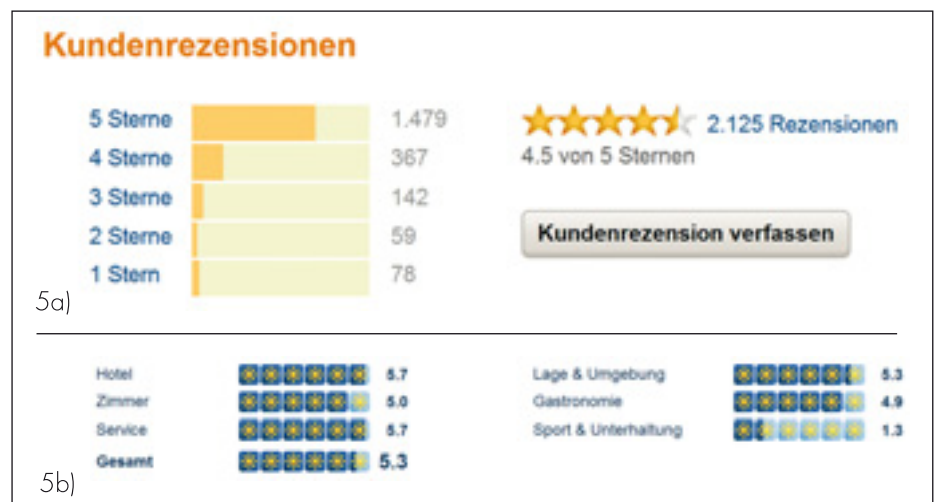 Kundenrezensionen
5 Sterne 1.479
4 Sterne 367
3 Sterne 142
2 Sterne 59
1 Stern 78
2.125 Rezensionen
4.5 von 5 Sternen
Kundenrezension verfassen
5a)
Hotel 5.7
Zimmer 5.0
Service 5.7
Gesamt 5.3
Lage & Umgebung 5.3
Gastronomie 4.9
Sport & Unterhaltung 1.3
5b)